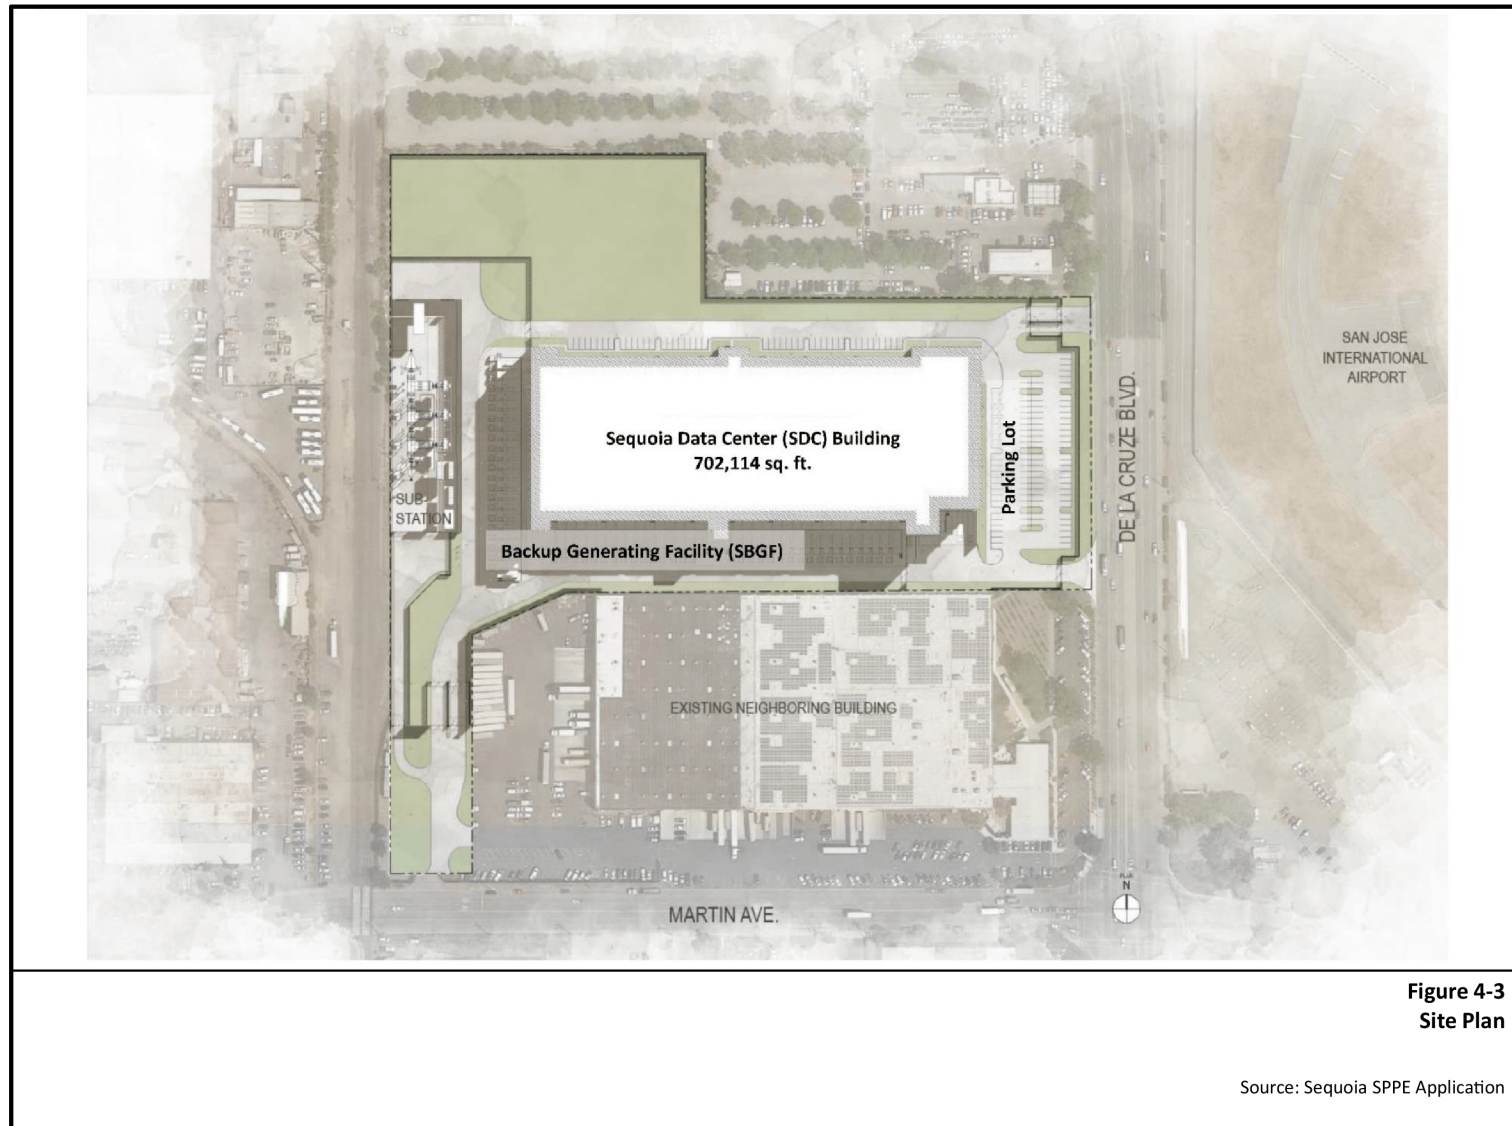 SAN JOSE
INTERNATIONAL
AIRPORT
Sequoia Data Center (SDC) Building
702,114 sq. ft.
Parking Lot
DE LA CRUZE BLVD.
SUB-
STATION
Backup Generating Facility (SBGF)
EXISTING NEIGHBORING BUILDING
N
MARTIN AVE.
Figure 4-3
Site Plan
Source: Sequoia SPPE Application